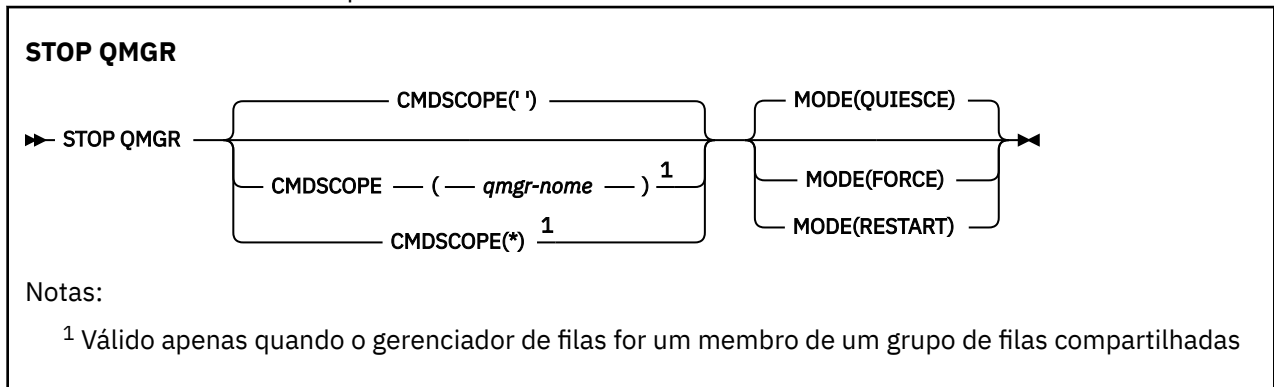 STOP QMGR
CMDSCOPE(' ') MODE(QUIESCE)
STOP QMGR
CMDSCOPE ( qmgr-nome ) 1 MODE(FORCE)
CMDSCOPE(*) 1 MODE(RESTART)
Notas:
1 Válido apenas quando o gerenciador de filas for um membro de um grupo de filas compartilhadas